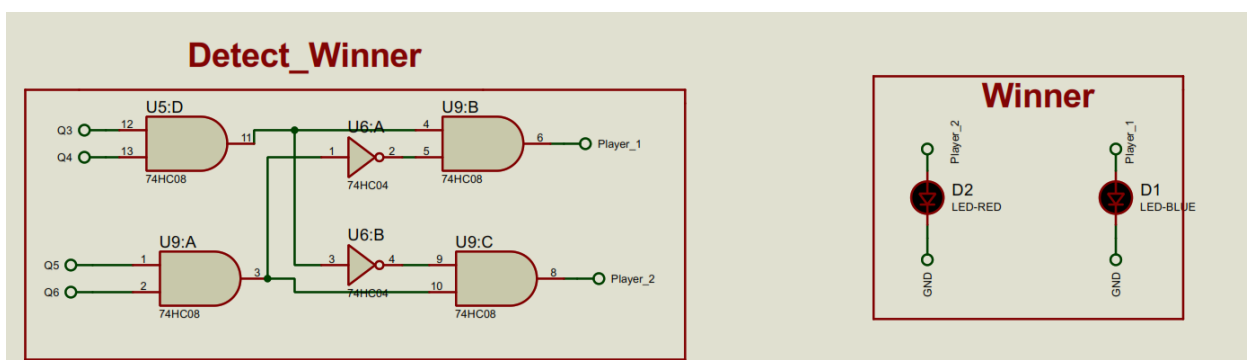 Detect_Winner
U5:D
Q3
12
Q4
13
11
74HC08
U6:A
1
2
74HC04
U9:B
4
5
6
74HC08
Player_1
U9:A
Q5
1
Q6
2
3
74HC08
U6:B
3
4
74HC04
U9:C
9
10
8
74HC08
Player_2
Winner
Player_2
D2
LED-RED
GND
Player_1
D1
LED-BLUE
GND